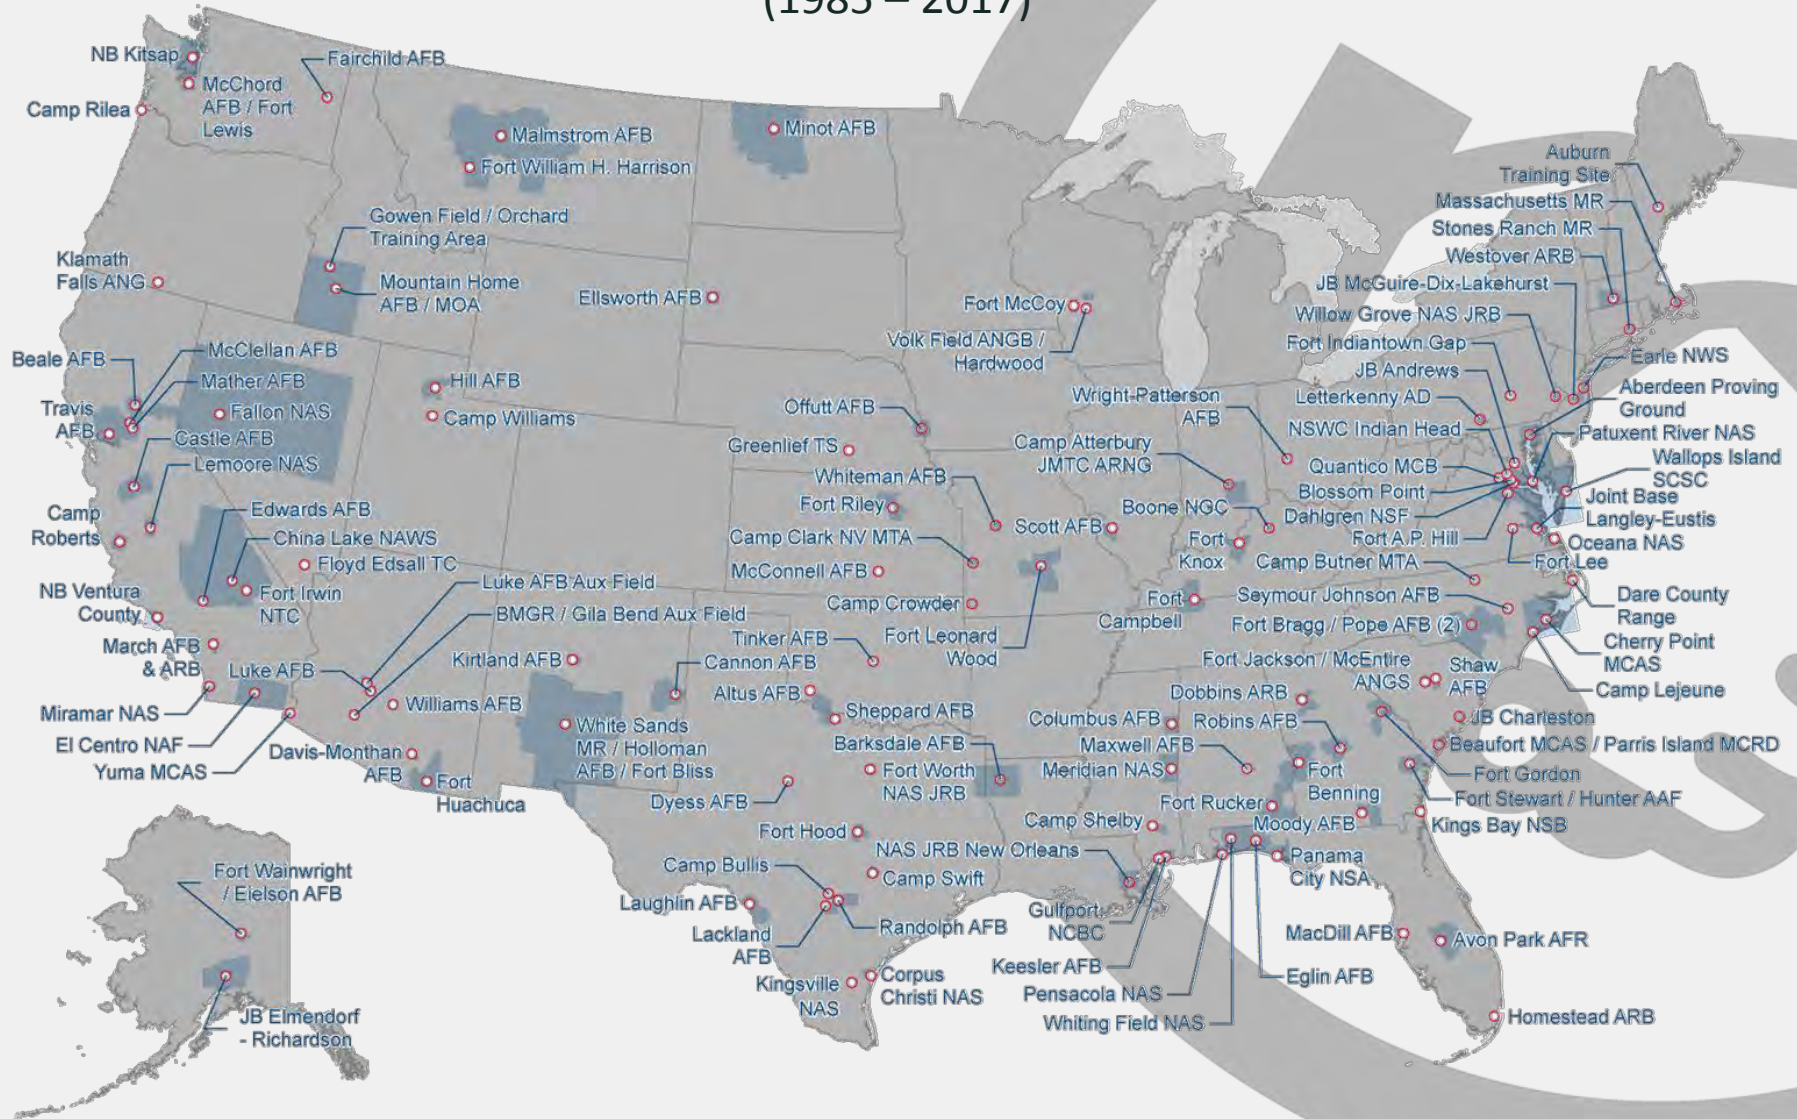 (1985 – 2017)
NB Kitsap
Fairchild AFB
McChord
AFB / Fort
Lewis
Camp Rilea
Malmstrom AFB
Fort William H. Harrison
Minot AFB
Auburn
Training Site
Massachusetts MR
Stones Ranch MR
Westover ARB
JB McGuire-Dix-Lakehurst
Willow Grove NAS JRB
Fort Indiantown Gap
JB Andrews
Letterkenny AD
NSWC Indian Head
Quantico MCB
Blossom Point
Dahlgren NSF
Fort A.P. Hill
Earle NWS
Aberdeen Proving
Ground
Patuxent River NAS
Wallops Island
SCSC
Joint Base
Langley-Eustis
Oceana NAS
Fort Lee
Gowen Field / Orchard
Training Area
Klamath
Falls ANG
Mountain Home
AFB / MOA
Ellsworth AFB
Fort McCoy
Volk Field ANGB /
Hardwood
Beale AFB
McClellan AFB
Mather AFB
Travis
AFB
Fallon NAS
Castle AFB
Lemoore NAS
Hill AFB
Camp Williams
Offutt AFB
Greenlief TS
Wright-Patterson
AFB
Camp Atterbury
JMTC ARNG
Whiteman AFB
Fort Riley
Boone NGC
Scott AFB
Camp Clark NV MTA
Fort
Knox
Camp Roberts
Edwards AFB
China Lake NAWS
Floyd Edsall TC
Fort Irwin
NTC
NB Ventura
County
McConnell AFB
Camp Butner MTA
Luke AFB Aux Field
BMGR / Gila Bend Aux Field
Camp Crowder
Fort
Campbell
Seymour Johnson AFB
Dare County
Range
Fort Bragg / Pope AFB (2)
Cherry Point
MCAS
Camp Lejeune
March AFB
& ARB
Luke AFB
Kirtland AFB
Tinker AFB
Fort Leonard
Wood
Cannon AFB
Altus AFB
Fort Jackson / McEntire
ANGS
Shaw
AFB
Miramar NAS
El Centro NAF
Yuma MCAS
Williams AFB
Davis-Monthan
AFB
Fort
Huachuca
White Sands
MR / Holloman
AFB / Fort Bliss
Sheppard AFB
Dobbins ARB
Columbus AFB
Robins AFB
JB Charleston
Barksdale AFB
Maxwell AFB
Beaufort MCAS / Parris Island MCRD
Fort Worth
NAS JRB
Meridian NAS
Fort
Benning
Fort Gordon
Dyess AFB
Fort Rucker
Fort Stewart / Hunter AAF
Fort Hood
Camp Shelby
Moody AFB
Kings Bay NSB
Camp Bullis
NAS JRB New Orleans
Panama
City NSA
Camp Swift
Laughlin AFB
Randolph AFB
Lackland
AFB
Gulfport
NCBC
MacDill AFB
Avon Park AFR
Keesler AFB
Eglin AFB
Kingsville
NAS
Corpus
Christi NAS
Pensacola NAS
Whiting Field NAS
Homestead ARB
Fort Wainwright
/ Eielson AFB
JB Elmendorf
- Richardson